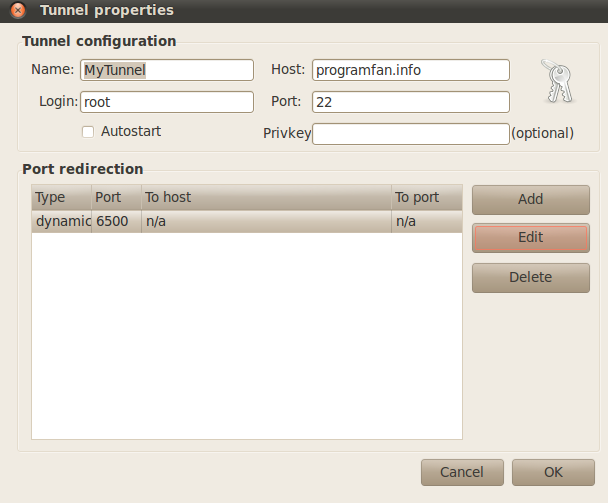 Tunnel properties
Tunnel configuration
Name: MyTunnel Host: programfan.info
Login: root Port: 22
Autostart Privkey (optional)
Port redirection
Type Port To host To port
dynamic 6500 n/a n/a
Add
Edit
Delete
Cancel OK